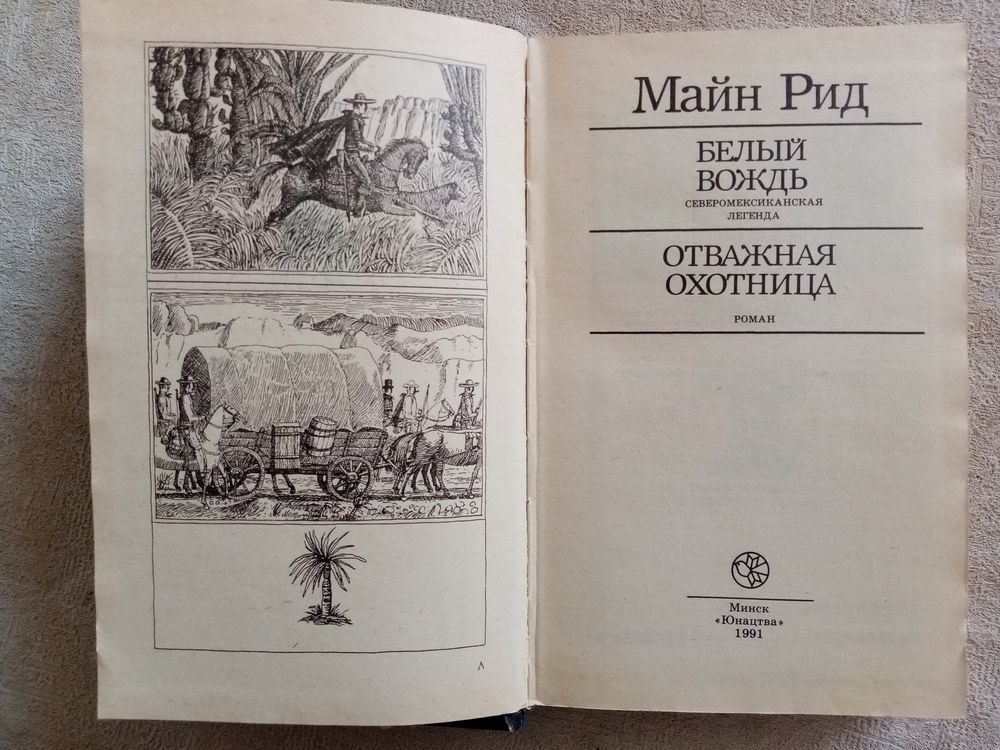 Майн Рид
БЕЛЫЙ
ВОЖДЬ
СЕВЕРОМЕКСИКАНСКАЯ
ЛЕГЕНДА
ОТВАЖНАЯ
ОХОТНИЦА
РОМАН
Минск
«Юнацтва»
1991